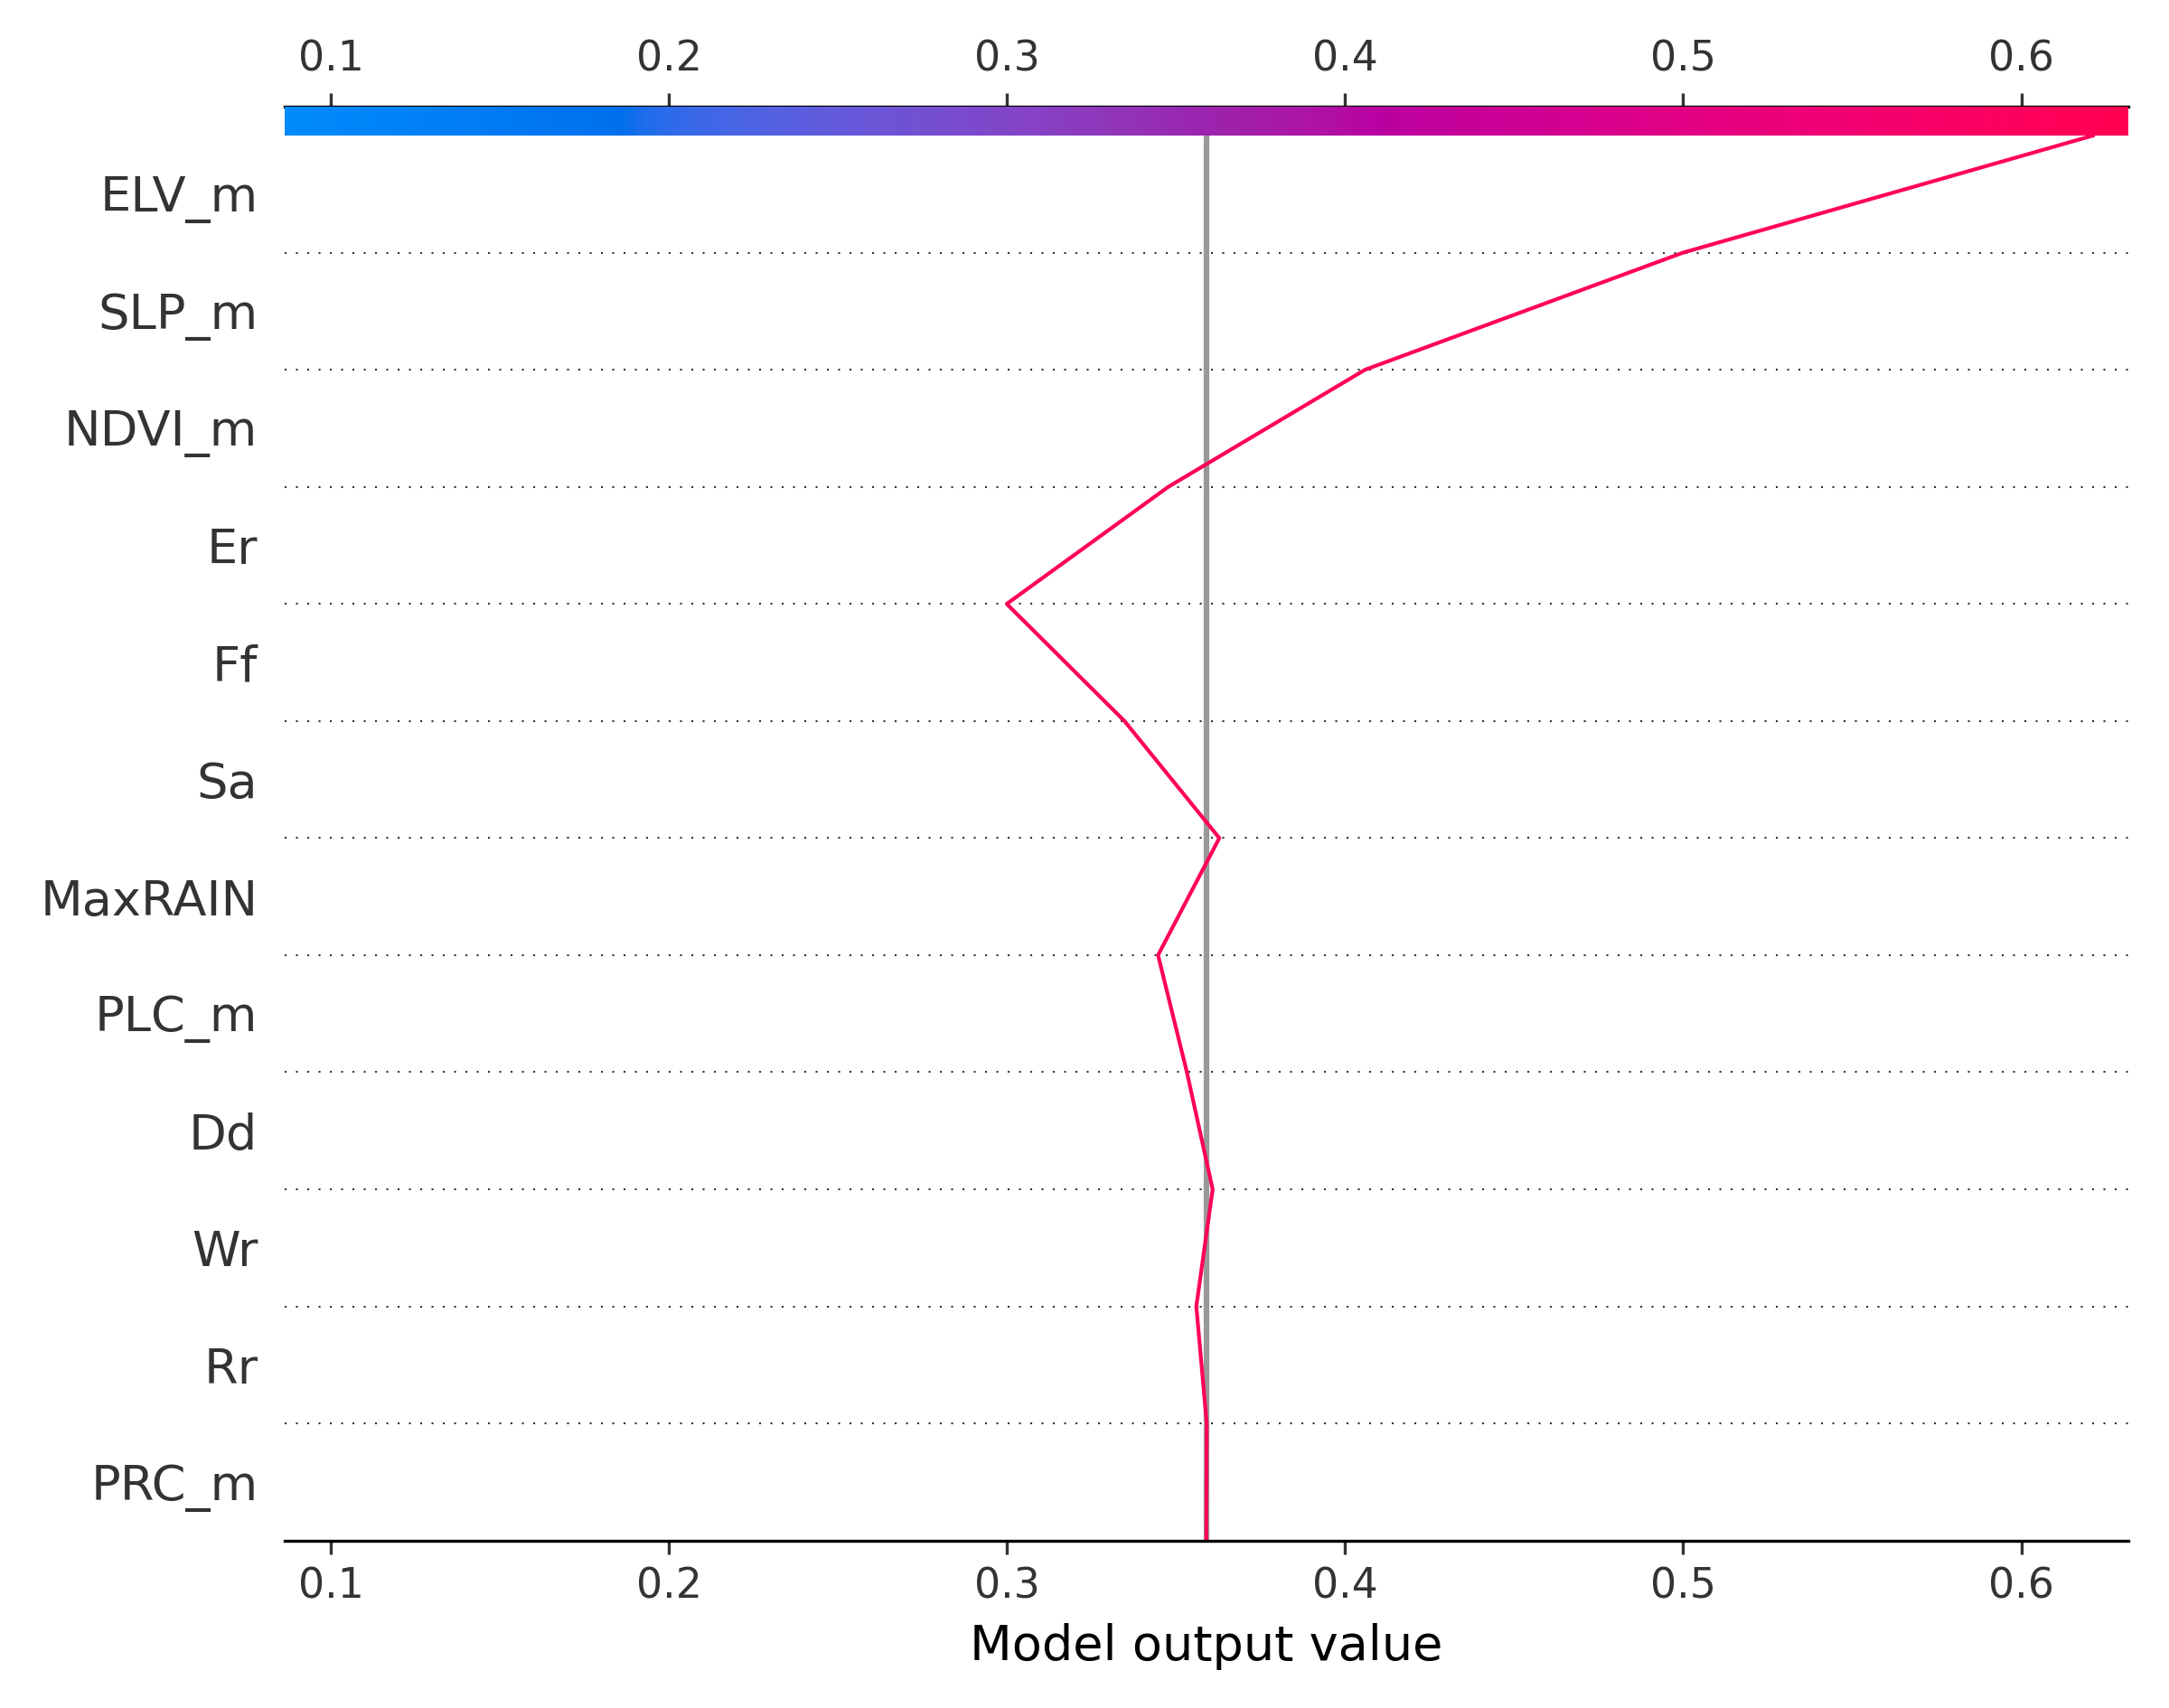 0.1 0.2 0.3 0.4 0.5 0.6
ELV_m
SLP_m
NDVI_m
Er
Ff
Sa
MaxRAIN
PLC_m
Dd
Wr
Rr
PRC_m
0.1 0.2 0.3 0.4 0.5 0.6
Model output value